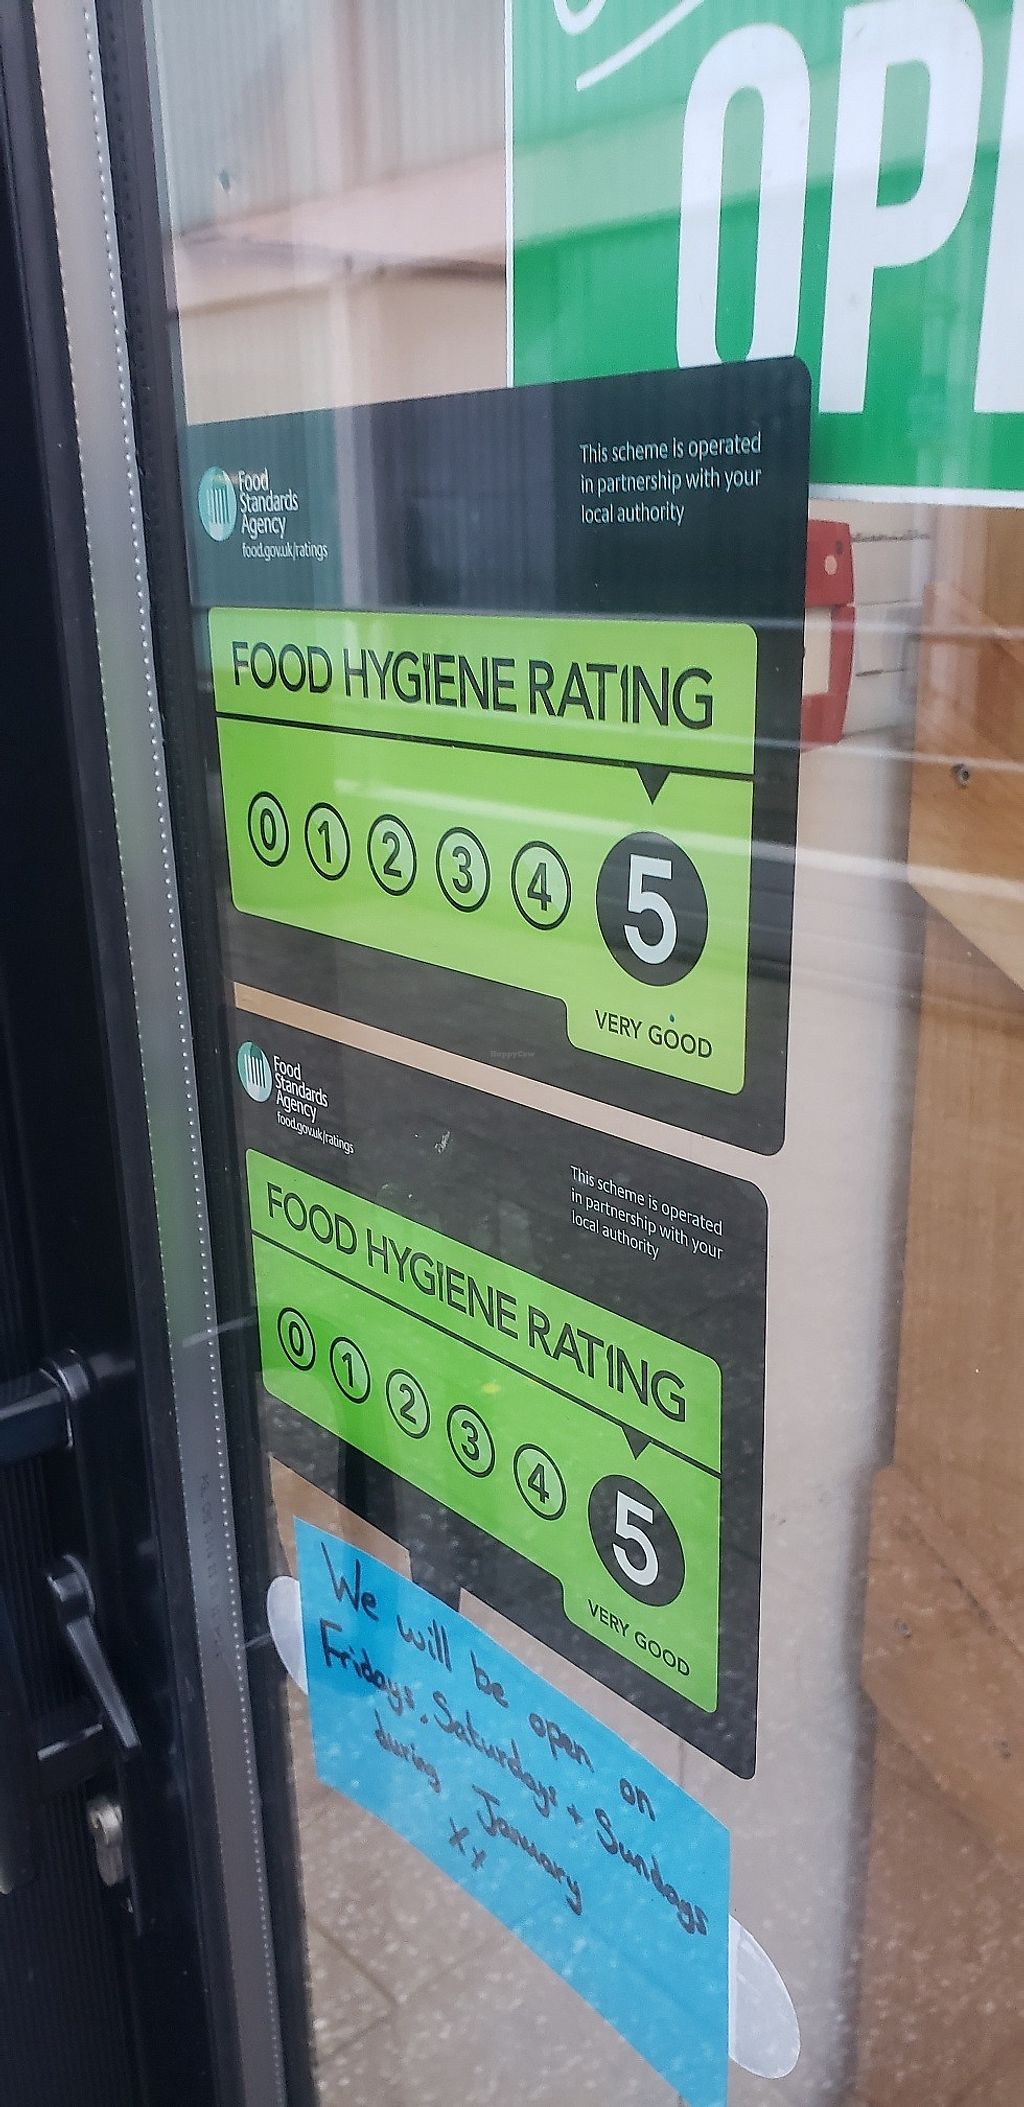 OP
Food
Standards
Agency
food.gov.uk/ratings
This scheme is operated
in partnership with your
local authority
FOOD HYGIENE RATING
0 1 2 3 4 5
VERY GOOD
HappyCow
Food
Standards
Agency
food.gov.uk/ratings
This scheme is operated
in partnership with your
local authority
FOOD HYGIENE RATING
0 1 2 3 4 5
VERY GOOD
We will be open on
Fridays, Saturdays + Sundays
during January
xx